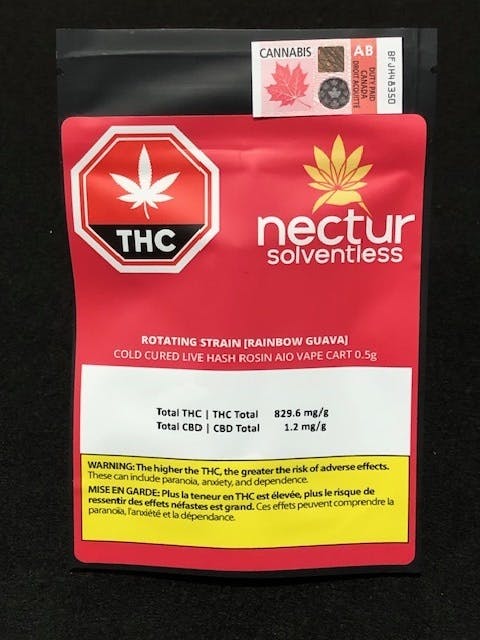 CANNABIS
AB
DUTY PAID
CANADA
DROIT ACQUITTÉ
BFJH48350
THC
nectur
solventless
ROTATING STRAIN [RAINBOW GUAVA]
COLD CURED LIVE HASH ROSIN AIO VAPE CART 0.5g
Total THC | THC Total 829.6 mg/g
Total CBD | CBD Total 1.2 mg/g
WARNING: The higher the THC, the greater the risk of adverse effects.
These can include paranoia, anxiety, and dependence.
MISE EN GARDE: Plus la teneur en THC est élevée, plus le risque de
ressentir des effets néfastes est grand. Ces effets peuvent comprendre la
paranoïa, l'anxiété et la dépendance.